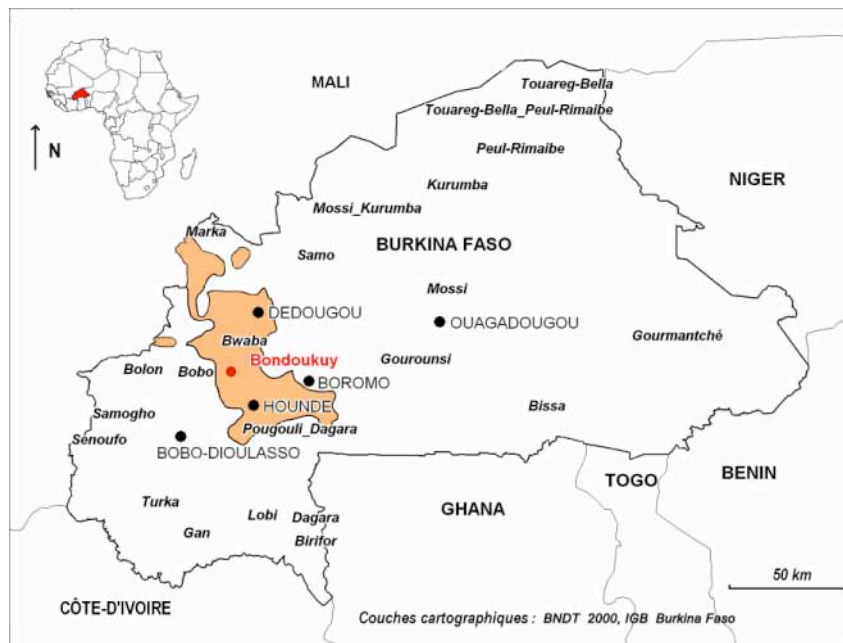 MALI
Touareg-Bella
Touareg-Bella_Peul-Rimaibe
N
Peul-Rimaibe
NIGER
Kurumba
Mossi_Kurumba
Marka
BURKINA FASO
Samo
Mossi
DEDOUGOU
OUAGADOUGOU
Gourmantché
Bwaba
Bondoukuy
Gourounsi
Bolon
Bobo
BOROMO
HOUNDE
Bissa
Samogho
Pougouli_Dagara
Senoufo
BOBO-DIOULASSO
TOGO
BENIN
Turka
GHANA
Lobi
Dagara
Gan
Birifor
50 km
CÔTE-D'IVOIRE
Couches cartographiques : BNDT 2000, IGB Burkina Faso